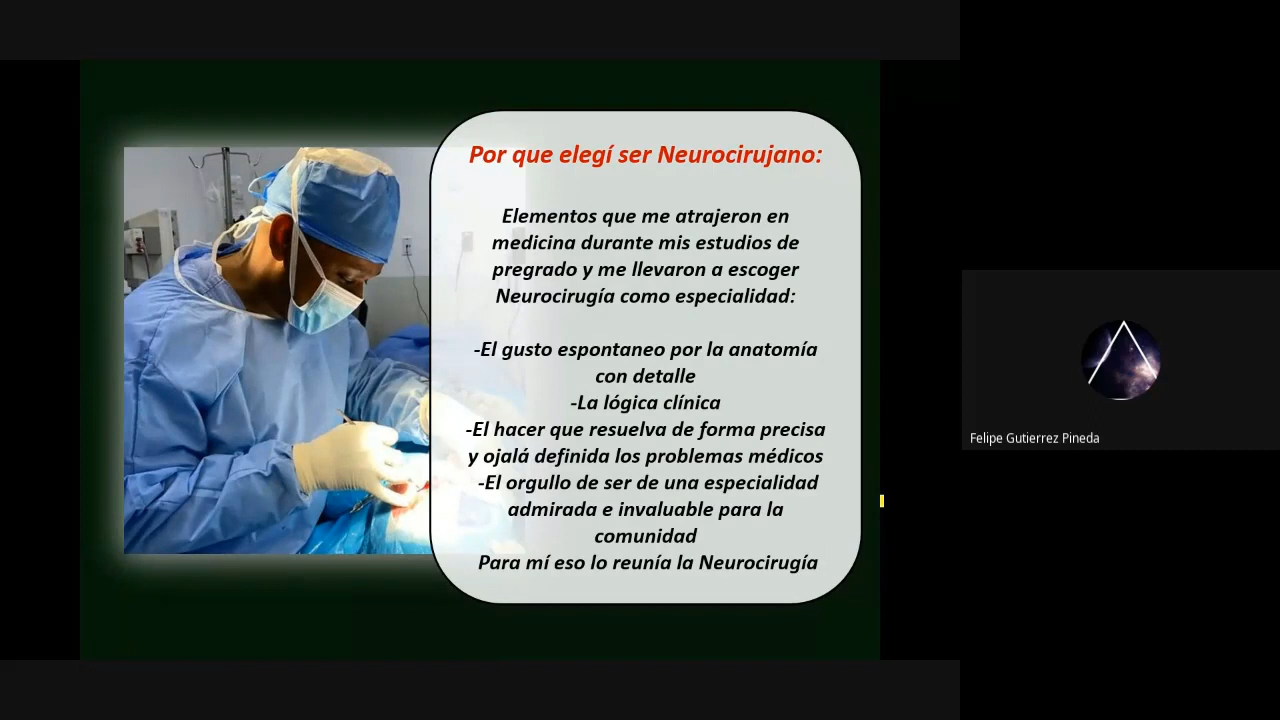 Por que elegí ser Neurocirujano:
Elementos que me atrajeron en
medicina durante mis estudios de
pregrado y me llevaron a escoger
Neurocirugía como especialidad:
-El gusto espontaneo por la anatomía
con detalle
-La lógica clínica
-El hacer que resuelva de forma precisa
y ojalá definida los problemas médicos
-El orgullo de ser de una especialidad
admirada e invaluable para la
comunidad
Para mí eso lo reunía la Neurocirugía
Felipe Gutierrez Pineda